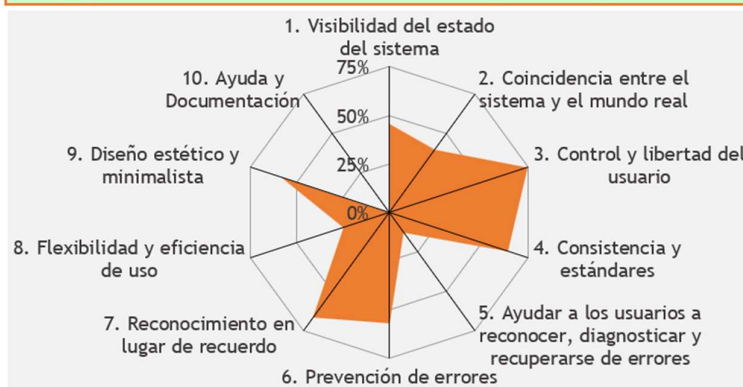 1. Visibilidad del estado
del sistema
75%
10. Ayuda y
Documentación
2. Coincidencia entre el
sistema y el mundo real
50%
9. Diseño estético y
minimalista
25%
3. Control y libertad del
usuario
0%
8. Flexibilidad y eficiencia
de uso
4. Consistencia y
estándares
7. Reconocimiento en
lugar de recuerdo
5. Ayudar a los usuarios a
reconocer, diagnosticar y
recuperarse de errores
6. Prevención de errores